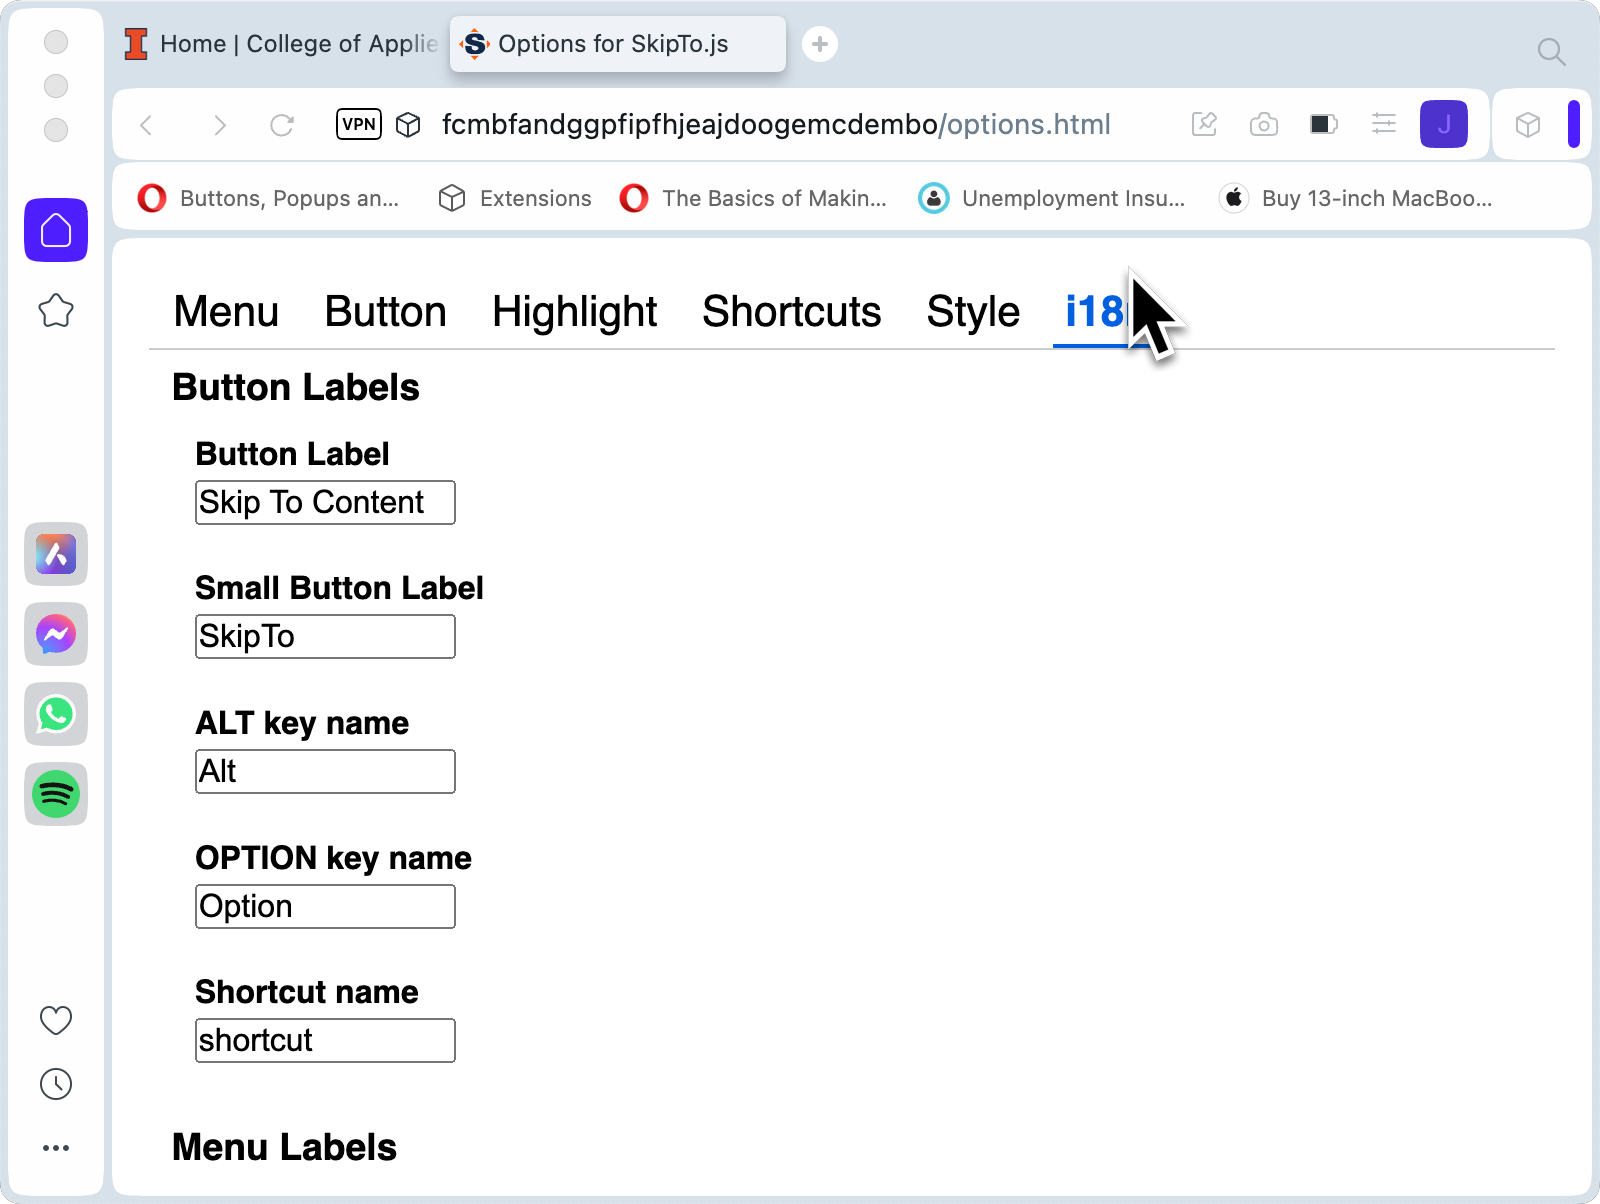 Home | College of Applie
Options for SkipTo.js
VPN
fcmbfandggpfipfhjeajdoogemcdembo/options.html
J
Buttons, Popups an...
Extensions
The Basics of Makin...
Unemployment Insu...
Buy 13-inch MacBoo...
Menu
Button
Highlight
Shortcuts
Style
i18
Button Labels
Button Label
Skip To Content
Small Button Label
SkipTo
ALT key name
Alt
OPTION key name
Option
Shortcut name
shortcut
Menu Labels